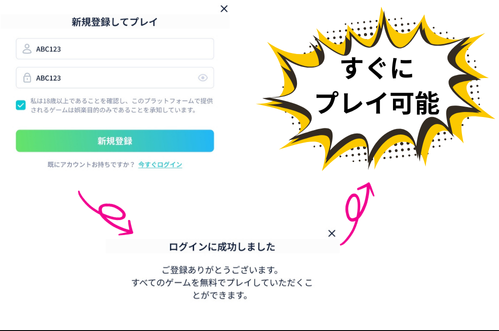 新規登録してプレイ
ABC123
ABC123
私は18歳以上であることを確認し、このプラットフォームで提供
されるゲームは娯楽目的のみであることを承知しています。
新規登録
既にアカウントお持ちですか？ 今すぐログイン
すぐに
プレイ可能
ログインに成功しました
ご登録ありがとうございます。
すべてのゲームを無料でプレイしていただくこ
とができます。